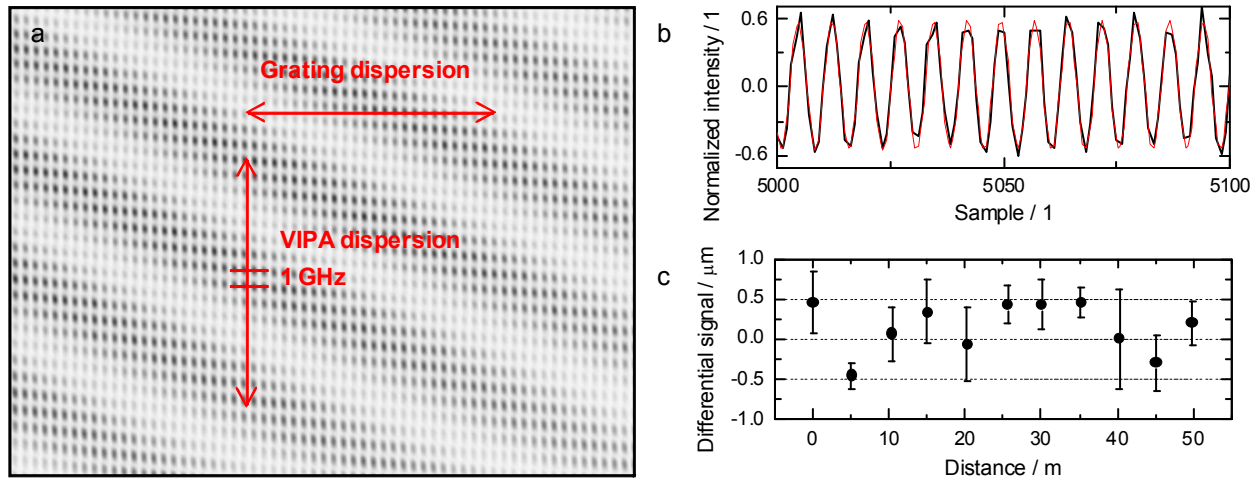 a
Grating dispersion
VIPA dispersion
1 GHz
b
Normalized intensity / 1
0.6
0.0
-0.6
5000
5050
5100
Sample / 1
c
Differential signal / μm
1.0
0.5
0.0
-0.5
-1.0
0
10
20
30
40
50
Distance / m